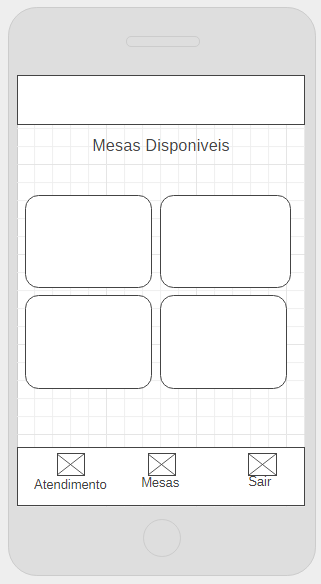 Mesas Disponiveis
Atendimento
Mesas
Sair